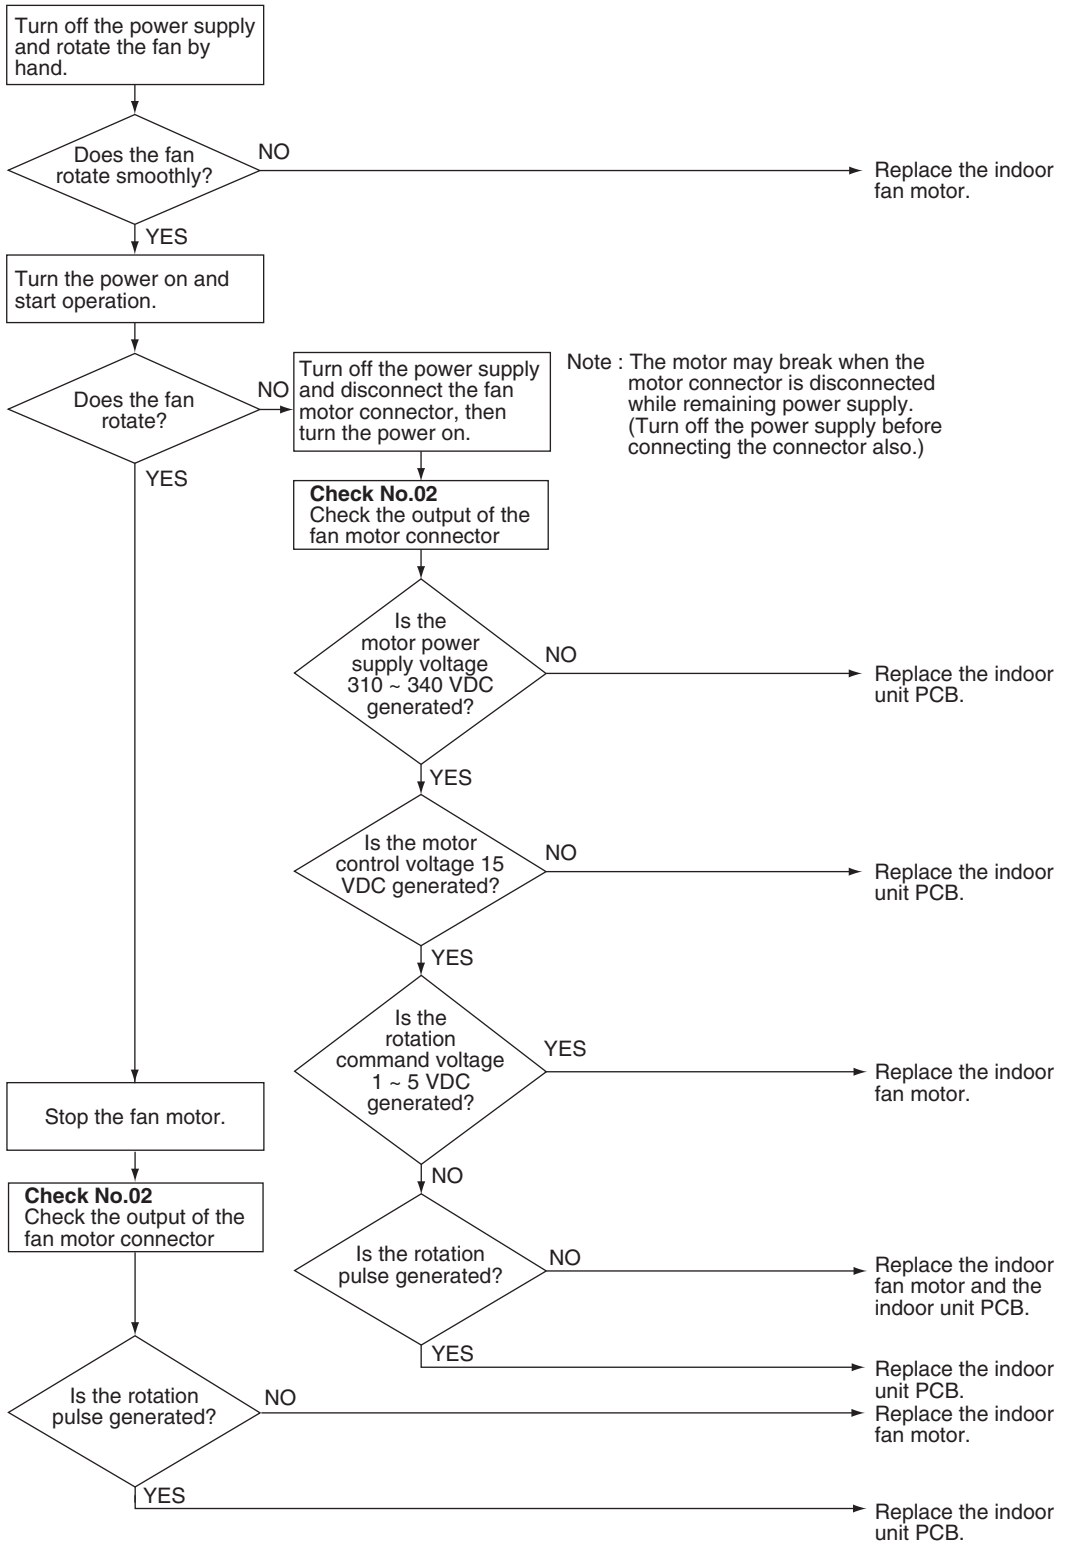 Turn off the power supply
and rotate the fan by
hand.
Does the fan
rotate smoothly?
NO
Replace the indoor
fan motor.
YES
Turn the power on and
start operation.
Does the fan
rotate?
NO
Turn off the power supply
and disconnect the fan
motor connector, then
turn the power on.
Note : The motor may break when the
motor connector is disconnected
while remaining power supply.
(Turn off the power supply before
connecting the connector also.)
YES
Check No.02
Check the output of the
fan motor connector
Is the
motor power
supply voltage
310 ~ 340 VDC
generated?
NO
Replace the indoor
unit PCB.
YES
Is the motor
control voltage 15
VDC generated?
NO
Replace the indoor
unit PCB.
YES
Is the
rotation
command voltage
1 ~ 5 VDC
generated?
YES
Replace the indoor
fan motor.
NO
Stop the fan motor.
Check No.02
Check the output of the
fan motor connector
Is the rotation
pulse generated?
NO
Replace the indoor
fan motor and the
indoor unit PCB.
YES
Replace the indoor
unit PCB.
Is the rotation
pulse generated?
NO
Replace the indoor
fan motor.
YES
Replace the indoor
unit PCB.